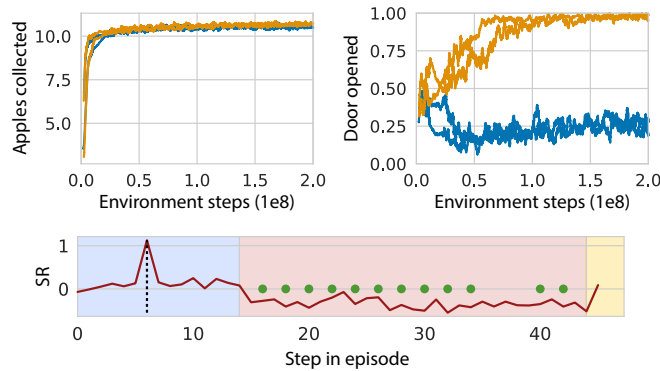 Apples collected
10.0
7.5
5.0
0.0 0.5 1.0 1.5 2.0
Environment steps (1e8)
Door opened
1.00
0.75
0.50
0.25
0.00
0.0 0.5 1.0 1.5 2.0
Environment steps (1e8)
SR
1
0
0 10 20 30 40
Step in episode